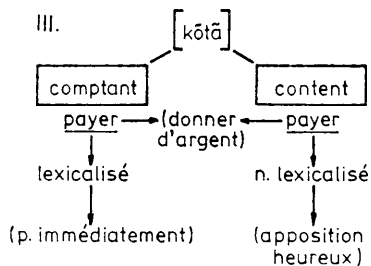 III.
[kõtã]
comptant content
payer (donner payer
d'argent)
lexicalisé n. lexicalisé
(p. immédiatement) (apposition
heureux)